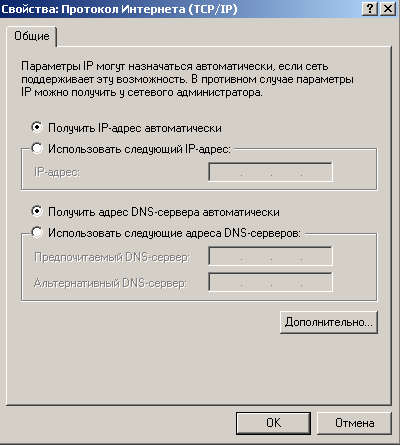 Свойства: Протокол Интернета (TCP/IP)
Общие
Параметры IP могут назначаться автоматически, если сеть
поддерживает эту возможность. В противном случае параметры
IP можно получить у сетевого администратора.
Получить IP-адрес автоматически
Использовать следующий IP-адрес:
IP-адрес:
Получить адрес DNS-сервера автоматически
Использовать следующие адреса DNS-серверов:
Предпочитаемый DNS-сервер:
Альтернативный DNS-сервер:
Дополнительно...
OK
Отмена